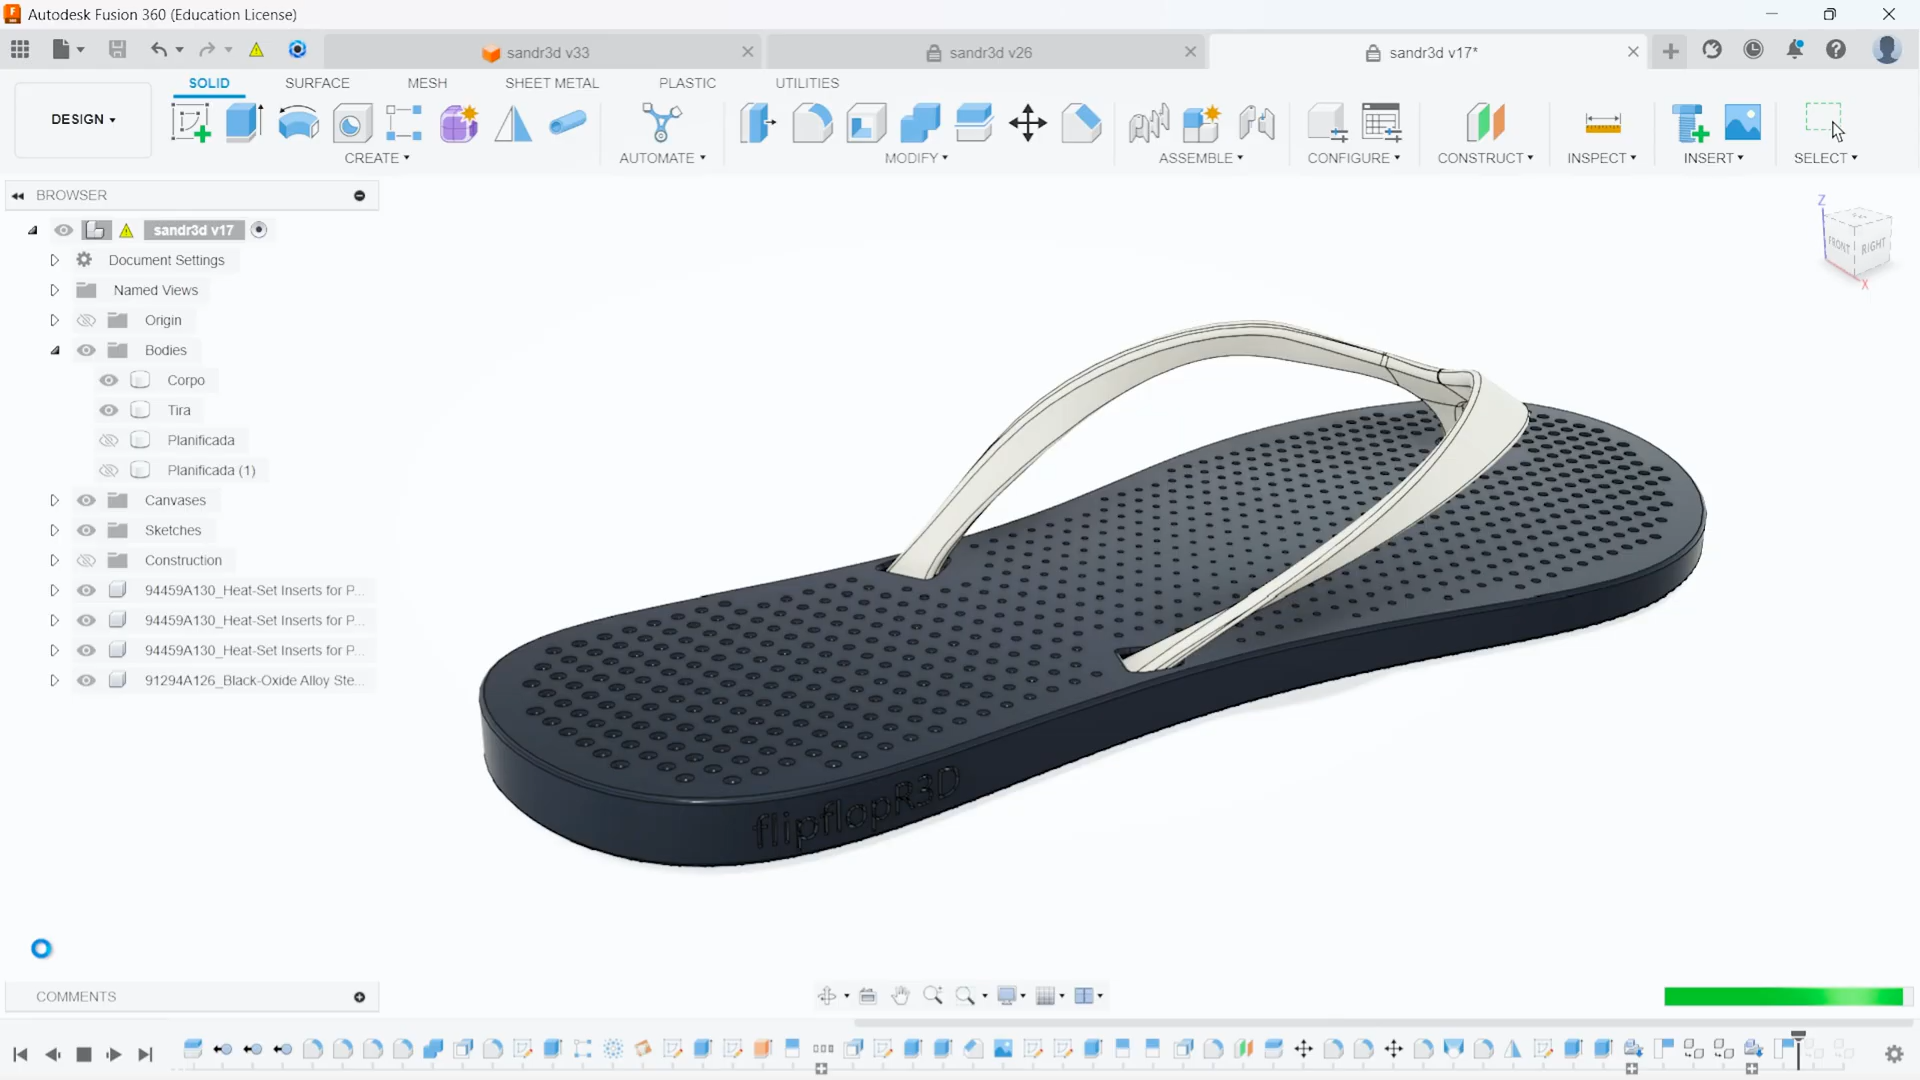 Autodesk Fusion 360 (Education License)
sandr3d v33
sandr3d v26
sandr3d v17*
DESIGN
SOLID SURFACE MESH SHEET METAL PLASTIC UTILITIES
CREATE AUTOMATE MODIFY ASSEMBLE CONFIGURE CONSTRUCT INSPECT INSERT SELECT
BROWSER
sandr3d v17
Document Settings
Named Views
Origin
Bodies
Corpo
Tira
Planificada
Planificada (1)
Canvases
Sketches
Construction
94459A130_Heat-Set Inserts for P...
94459A130_Heat-Set Inserts for P...
94459A130_Heat-Set Inserts for P...
91294A126_Black-Oxide Alloy Ste...
Z
FRONT RIGHT
X
flipflopR3D
COMMENTS